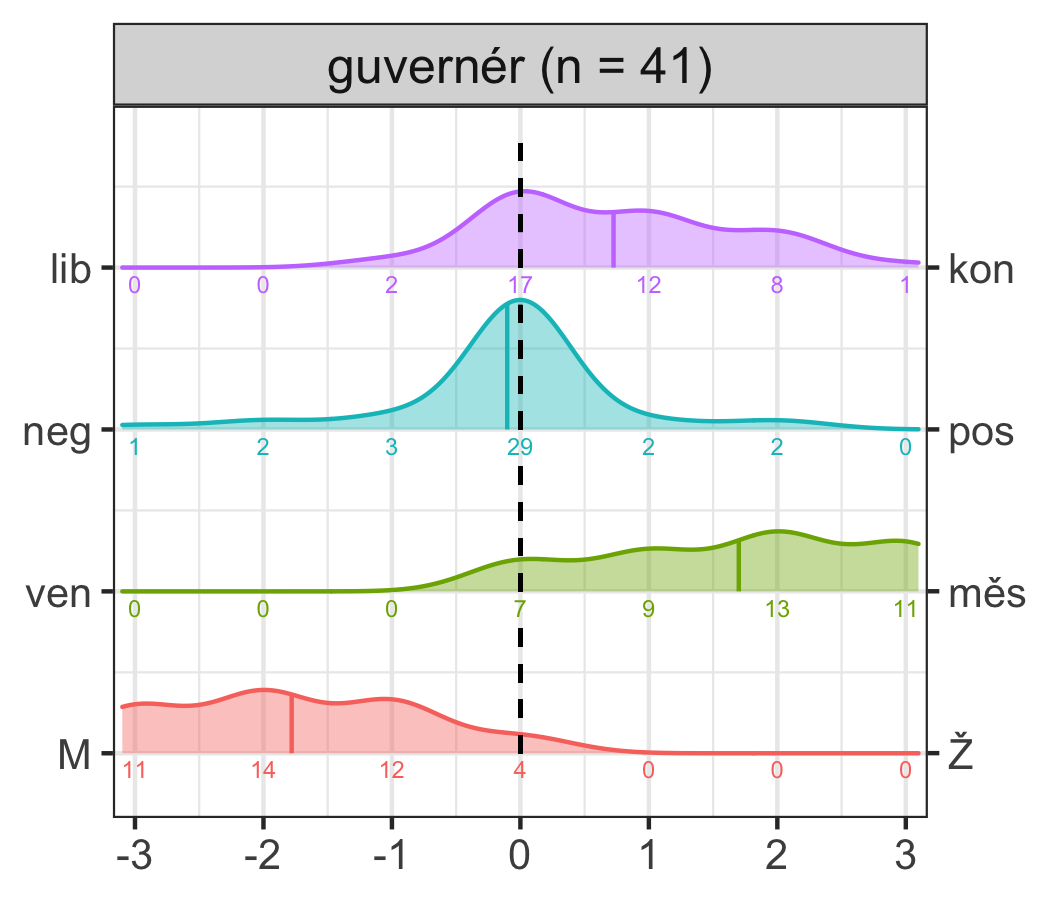 guvernér (n = 41)
lib kon
0 0 2 17 12 8 1
neg pos
1 2 3 29 2 2 0
ven měs
0 0 0 7 9 13 11
M Ž
11 14 12 4 0 0 0
-3 -2 -1 0 1 2 3